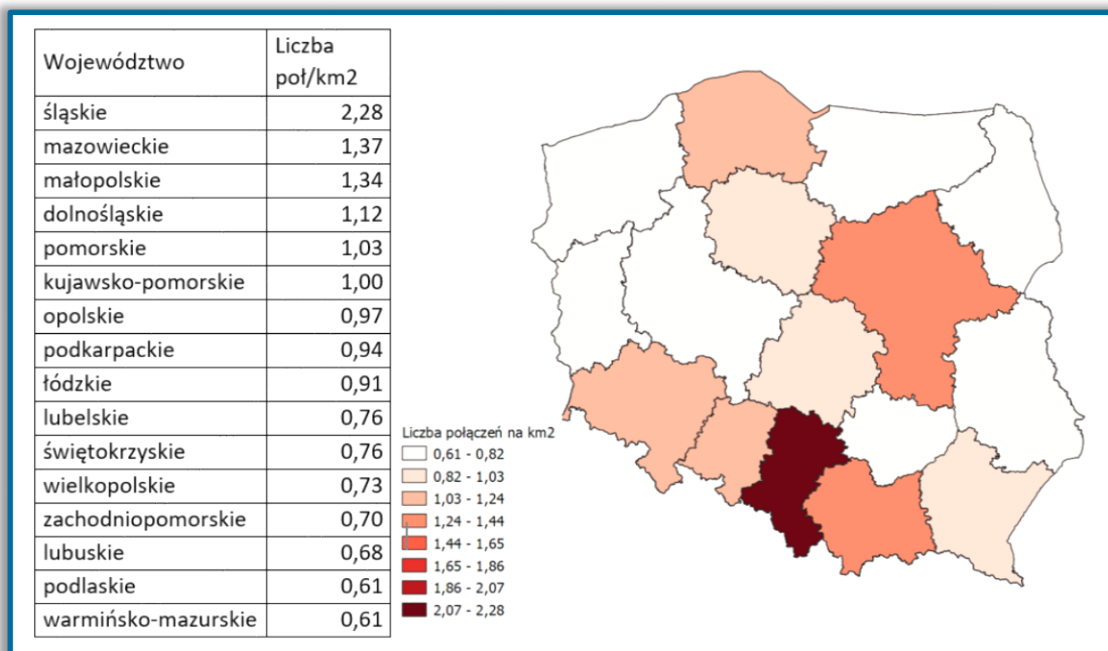 Województwo Liczba
poł/km2
śląskie 2,28
mazowieckie 1,37
małopolskie 1,34
dolnośląskie 1,12
pomorskie 1,03
kujawsko-pomorskie 1,00
opolskie 0,97
podkarpackie 0,94
łódzkie 0,91
lubelskie 0,76
świętokrzyskie 0,76
wielkopolskie 0,73
zachodniopomorskie 0,70
lubuskie 0,68
podlaskie 0,61
warmińsko-mazurskie 0,61
Liczba połączeń na km2
0,61 - 0,82
0,82 - 1,03
1,03 - 1,24
1,24 - 1,44
1,44 - 1,65
1,65 - 1,86
1,86 - 2,07
2,07 - 2,28